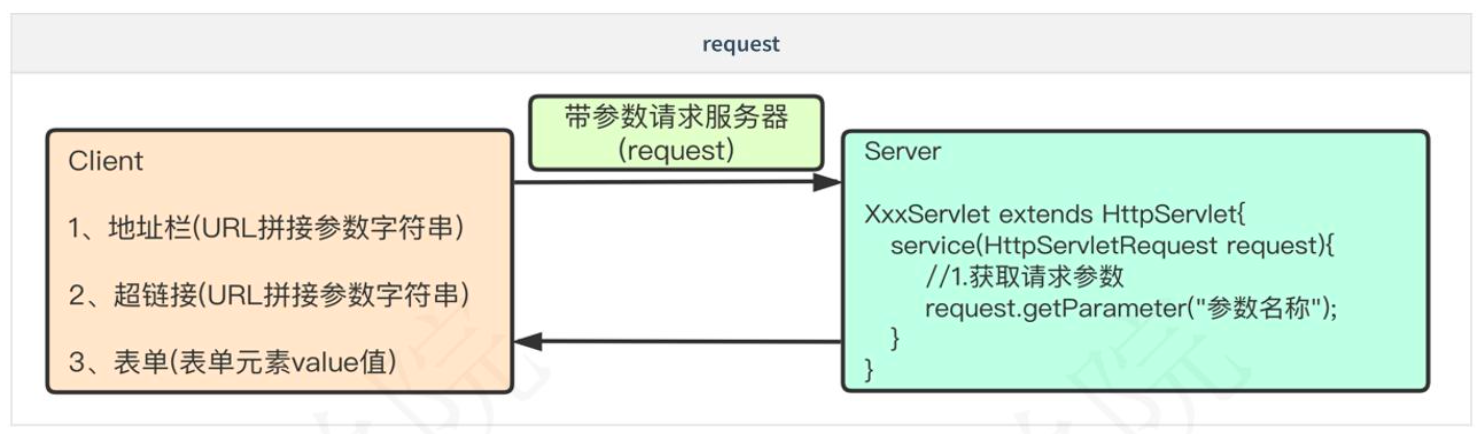 request
带参数请求服务器
(request)
Client
1、地址栏(URL拼接参数字符串)
2、超链接(URL拼接参数字符串)
3、表单(表单元素value值)
Server
XxxServlet extends HttpServlet{
service(HttpServletRequest request){
//1.获取请求参数
request.getParameter("参数名称");
}
}